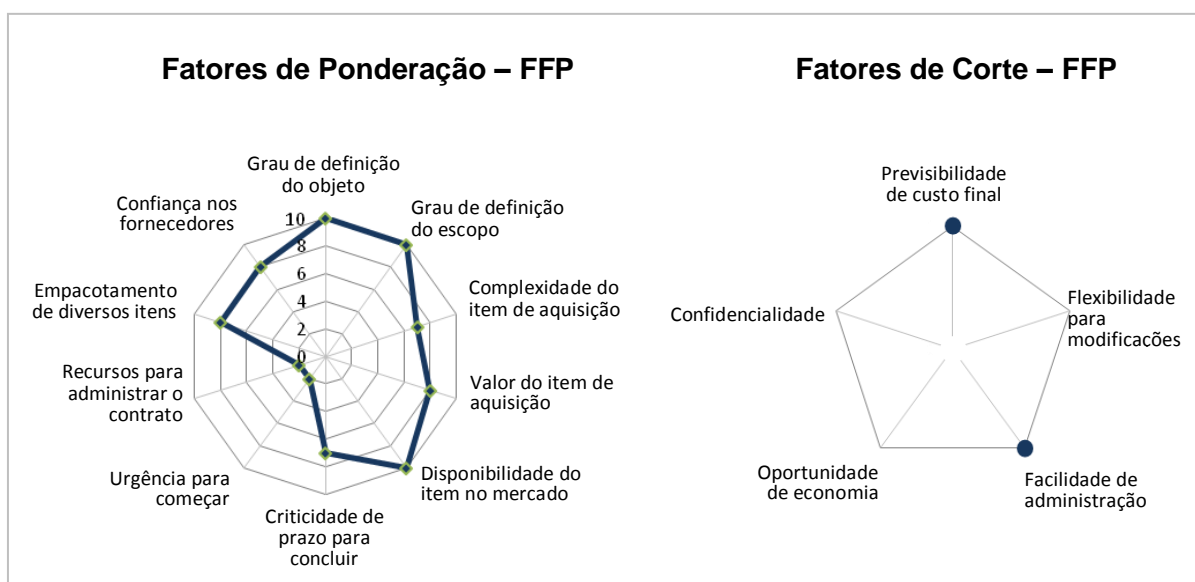 Fatores de Ponderação – FFP
Grau de definição
do objeto
Grau de definição
do escopo
Complexidade do
item de aquisição
Valor do item de
aquisição
Disponibilidade do
item no mercado
Criticidade de
prazo para
concluir
Urgência para
começar
Recursos para
administrar o
contrato
Empacotamento
de diversos itens
Confiança nos
fornecedores
10
8
6
4
2
0
Fatores de Corte – FFP
Previsibilidade
de custo final
Flexibilidade
para
modificacões
Facilidade de
administração
Oportunidade
de economia
Confidencialidade